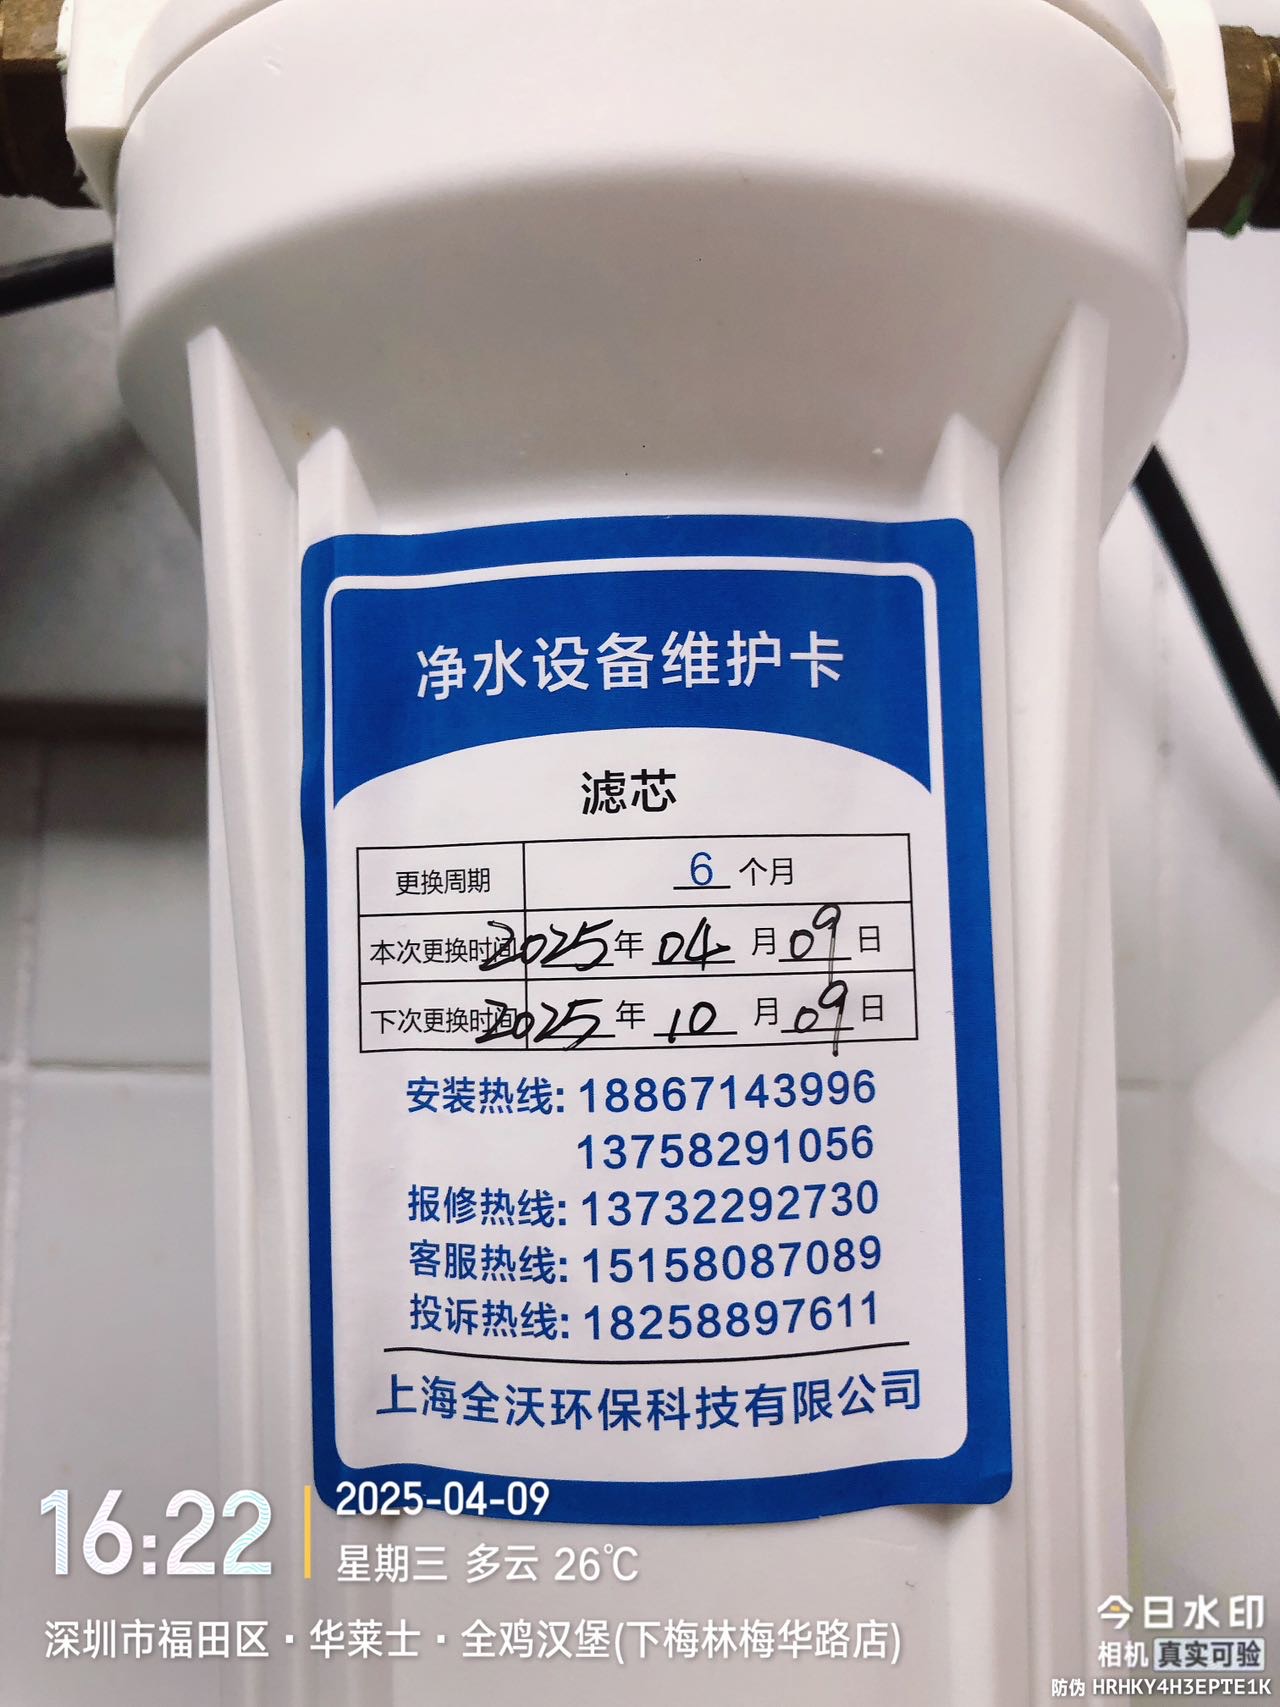 净水设备维护卡
滤芯
更换周期 6 个月
本次更换时间 2025 年 04 月 09 日
下次更换时间 2025 年 10 月 09 日
安装热线: 18867143996
13758291056
报修热线: 13732292730
客服热线: 15158087089
投诉热线: 18258897611
上海全沃环保科技有限公司
16:22
2025-04-09
星期三 多云 26℃
深圳市福田区·华莱士·全鸡汉堡(下梅林梅华路店)
今日水印
相机 真实可验
防伪 HRHKY4H3EPTE1K